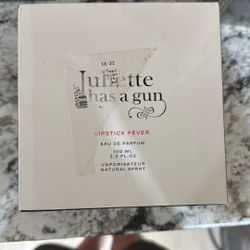 Juliette
has a gun
LIPSTICK FEVER
EAU DE PARFUM
100 ML
3.3 FL.OZ
VAPORISATEUR
NATURAL SPRAY